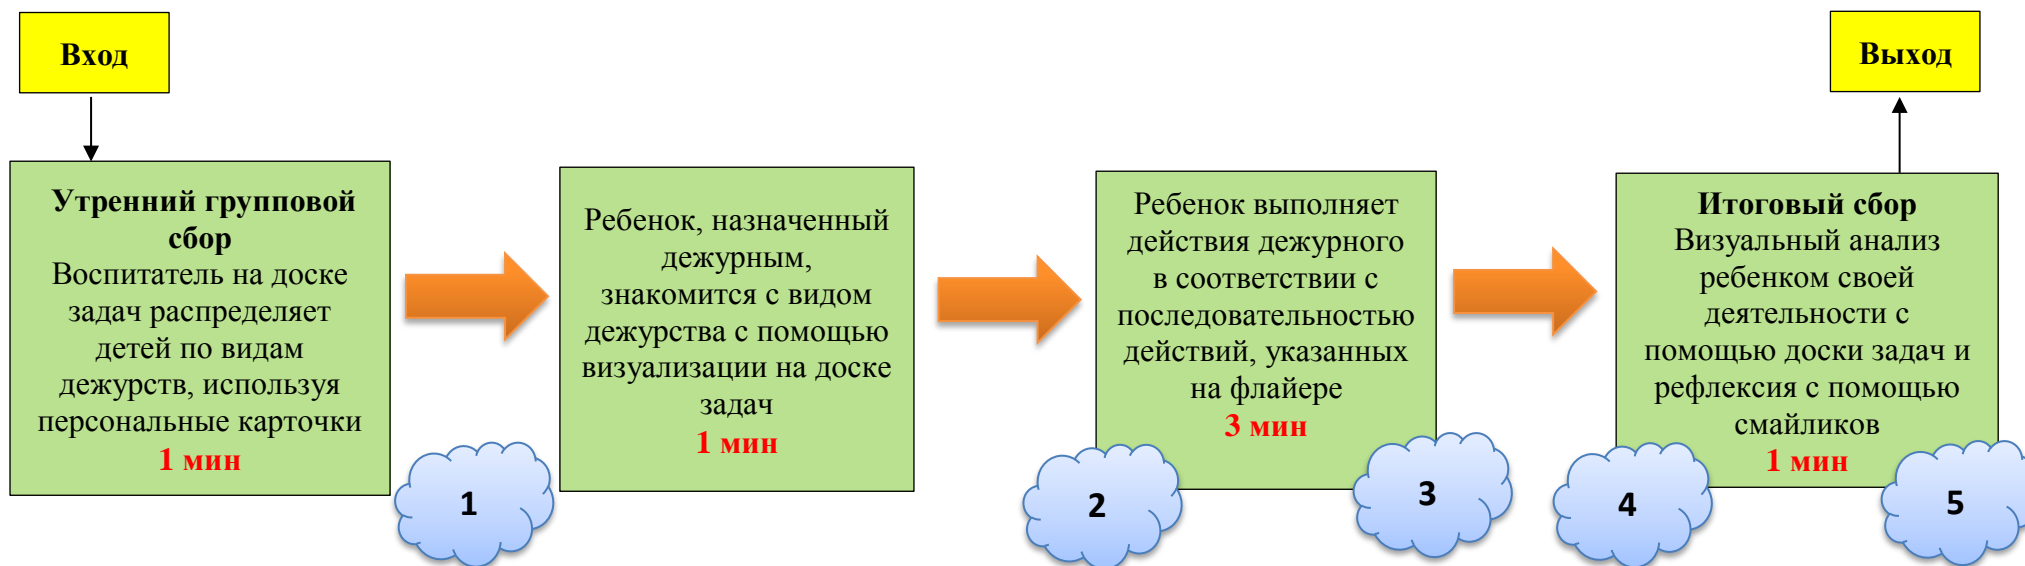 Вход
Выход
Утренний групповой
сбор
Воспитатель на доске
задач распределяет
детей по видам
дежурств, используя
персональные карточки
1 мин
1
Ребенок, назначенный
дежурным,
знакомится с видом
дежурства с помощью
визуализации на доске
задач
1 мин
Ребенок выполняет
действия дежурного
в соответствии с
последовательностью
действий, указанных
на флайере
3 мин
2
3
Итоговый сбор
Визуальный анализ
ребенком своей
деятельности с
помощью доски задач и
рефлексия с помощью
смайликов
1 мин
4
5